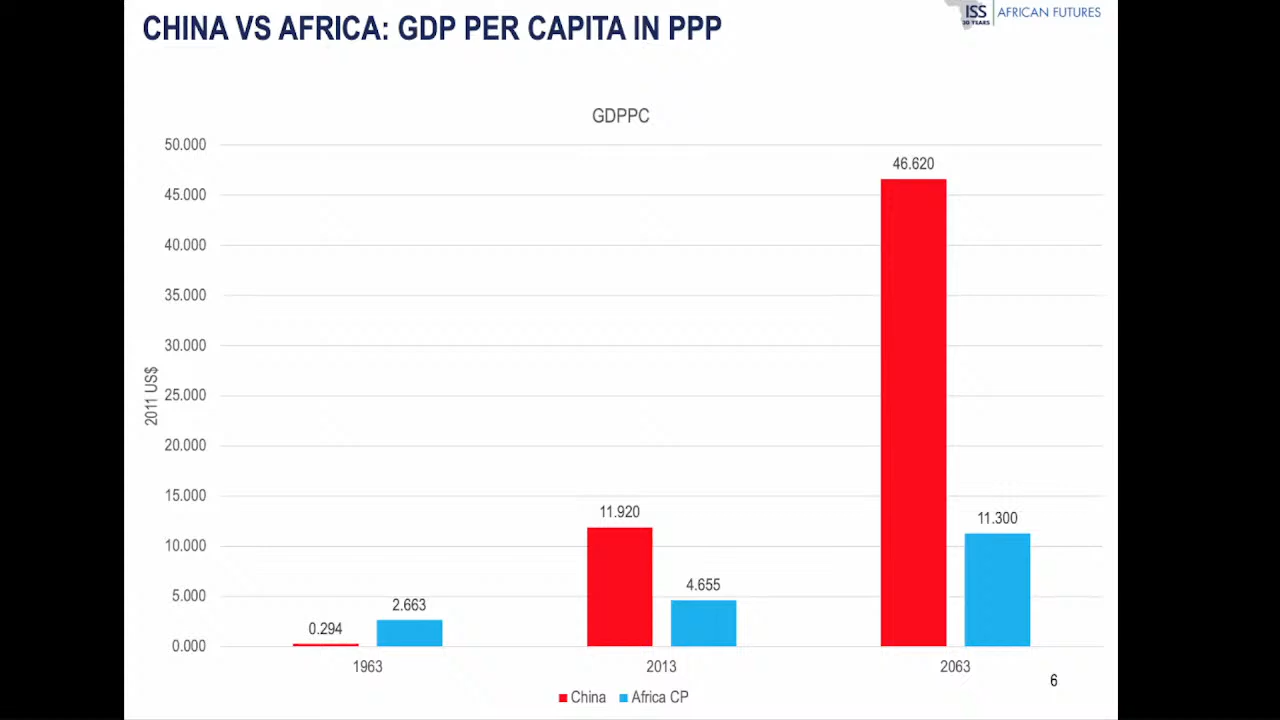 CHINA VS AFRICA: GDP PER CAPITA IN PPP
ISS
30 YEARS
AFRICAN FUTURES
GDPPC
50.000
45.000
40.000
35.000
30.000
25.000
20.000
15.000
10.000
5.000
0.000
2011 US$
0.294
2.663
11.920
4.655
46.620
11.300
1963
2013
2063
China
Africa CP
6